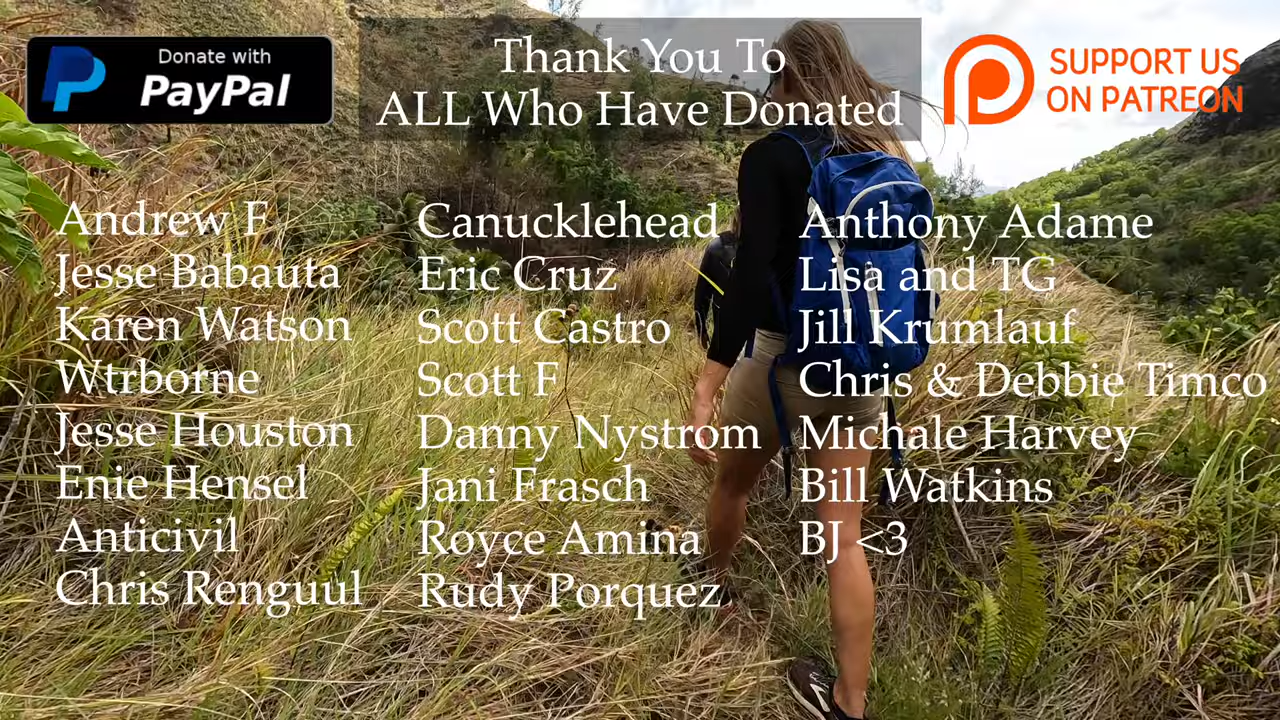 Donate with
PayPal
Thank You To
ALL Who Have Donated
SUPPORT US
ON PATREON
Andrew F
Jesse Babauta
Karen Watson
Wtrborne
Jesse Houston
Enie Hensel
Anticivil
Chris Renguul
Canucklehead
Eric Cruz
Scott Castro
Scott F
Danny Nystrom
Jani Frasch
Royce Amina
Rudy Porquez
Anthony Adame
Lisa and TG
Jill Krumlauf
Chris & Debbie Timco
Michale Harvey
Bill Watkins
BJ <3